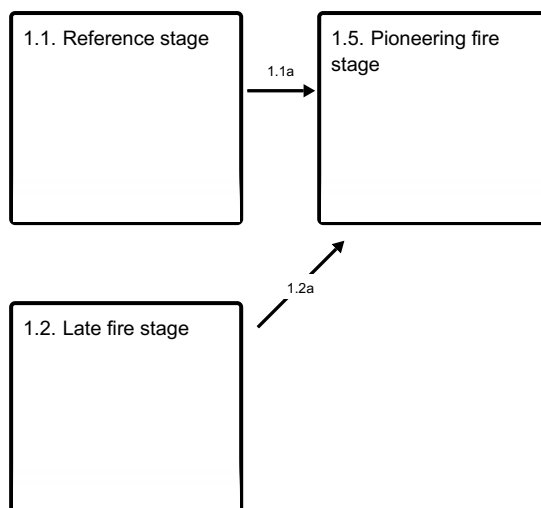 1.1. Reference stage
1.1a
1.5. Pioneering fire
stage
1.2a
1.2. Late fire stage